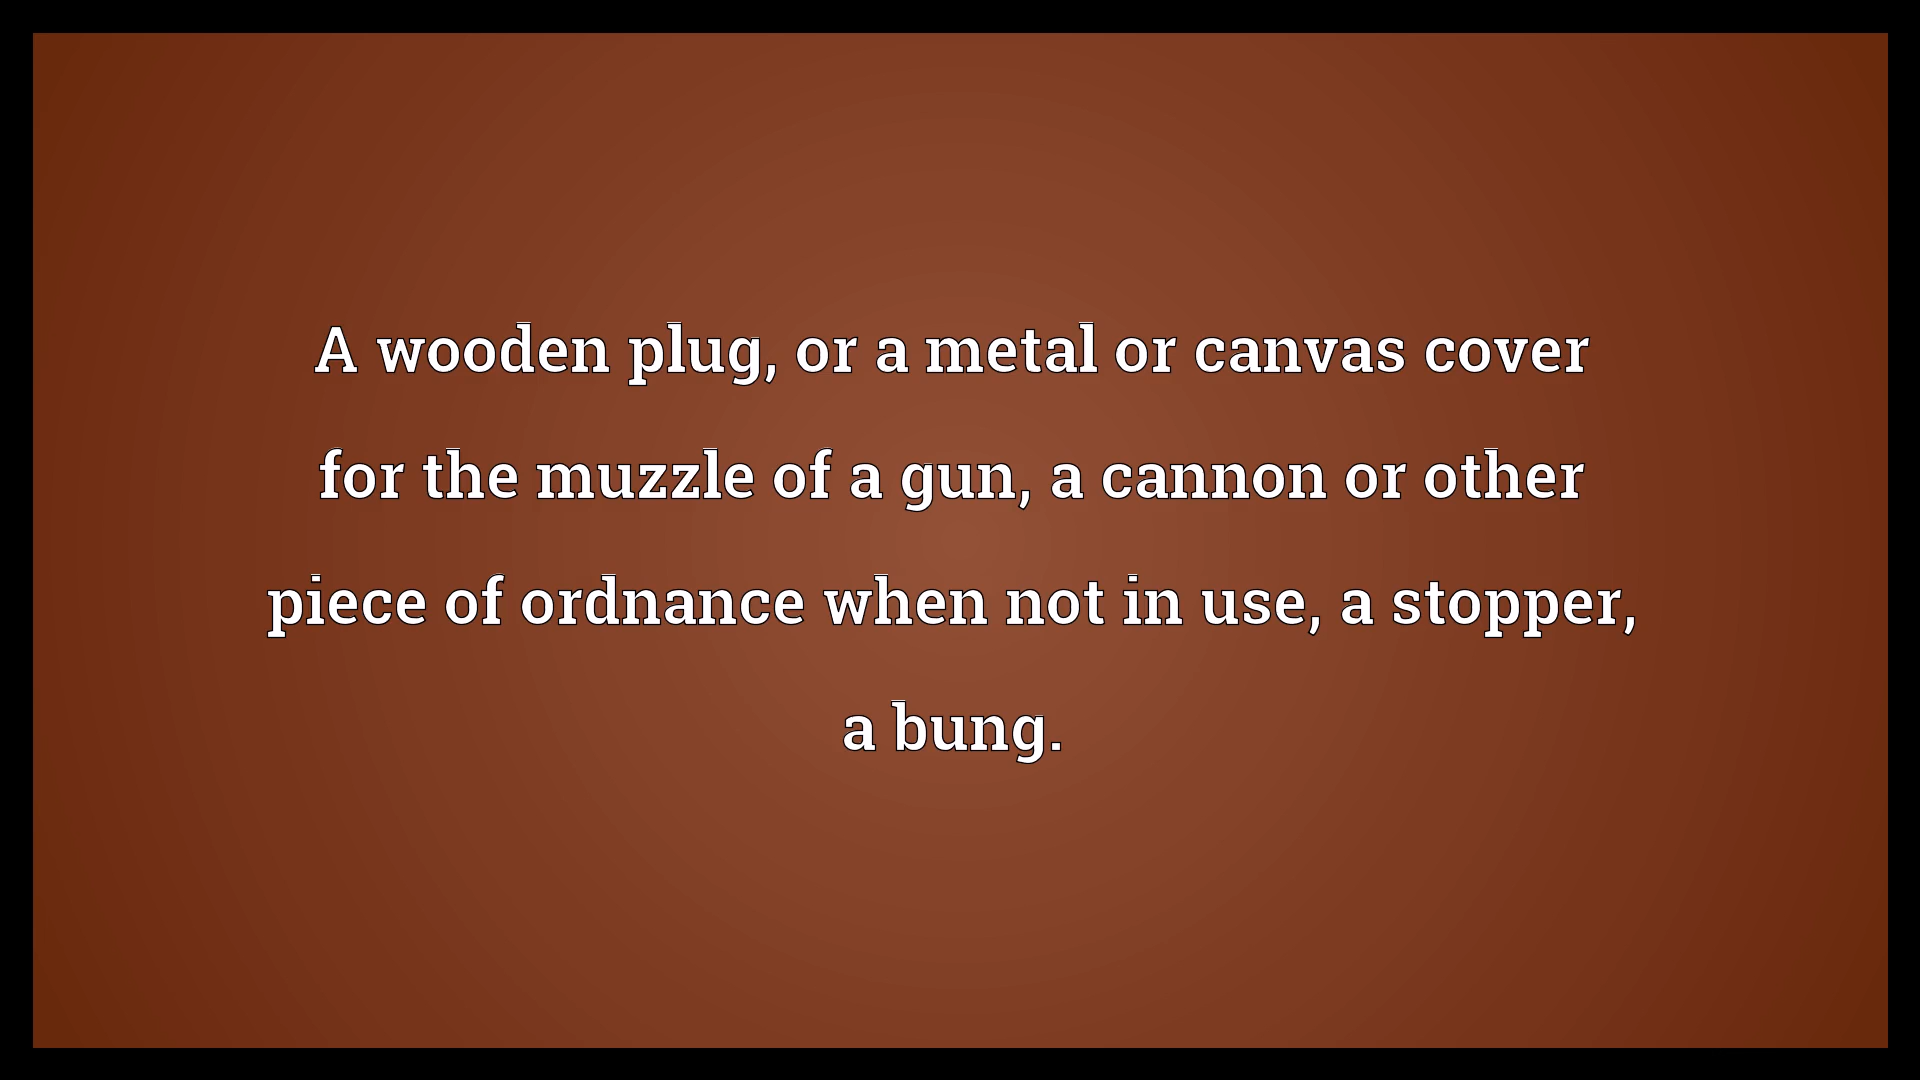 A wooden plug, or a metal or canvas cover
for the muzzle of a gun, a cannon or other
piece of ordnance when not in use, a stopper,
a bung.